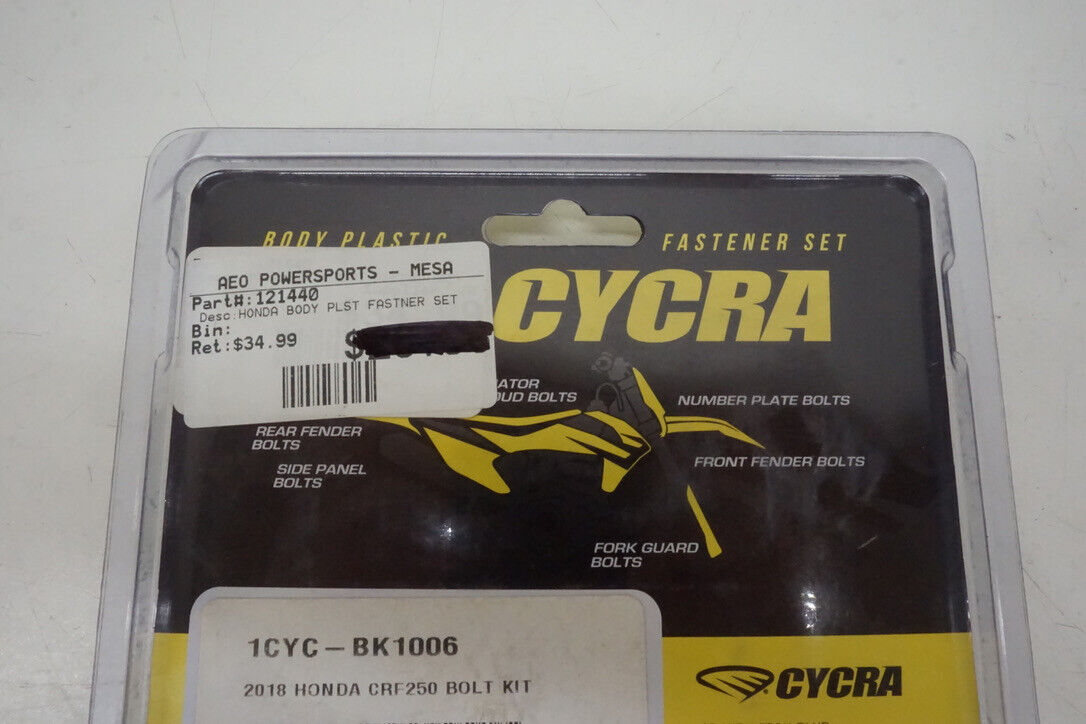 BODY PLASTIC
FASTENER SET
CYCRA
AEO POWERSPORTS - MESA
Part#:121440
Desc:HONDA BODY PLST FASTNER SET
Bin:
Ret:$34.99
$
OUD BOLTS
NUMBER PLATE BOLTS
REAR FENDER
BOLTS
SIDE PANEL
BOLTS
FRONT FENDER BOLTS
FORK GUARD
BOLTS
1CYC-BK1006
2018 HONDA CRF250 BOLT KIT
CYCRA